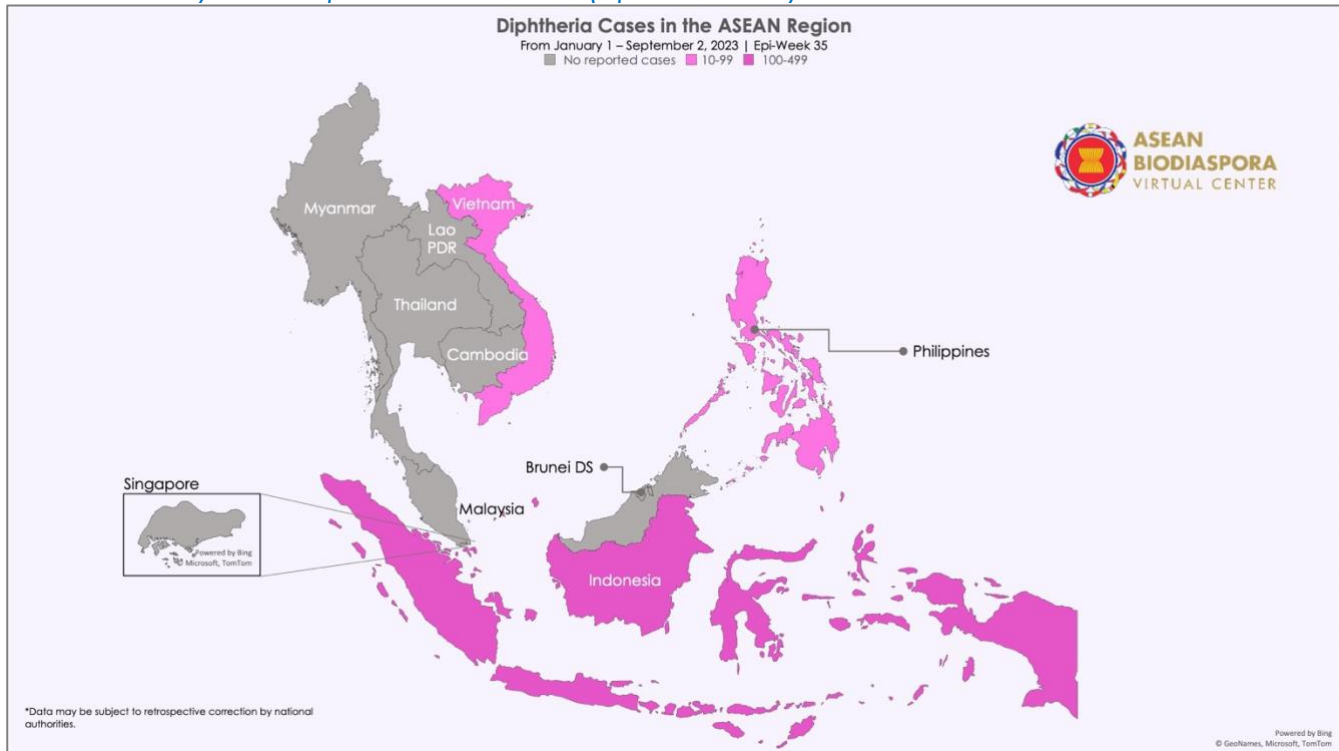 Diphtheria Cases in the ASEAN Region
From January 1 – September 2, 2023 | Epi-Week 35
No reported cases 10-99 100-499
ASEAN
BIODIASPORA
VIRTUAL CENTER
Myanmar
Vietnam
Lao
PDR
Thailand
Cambodia
Philippines
Brunei DS
Singapore
Malaysia
Powered by Bing
© Microsoft, TomTom
Indonesia
*Data may be subject to retrospective correction by national
authorities.
Powered by Bing
© GeoNames, Microsoft, TomTom